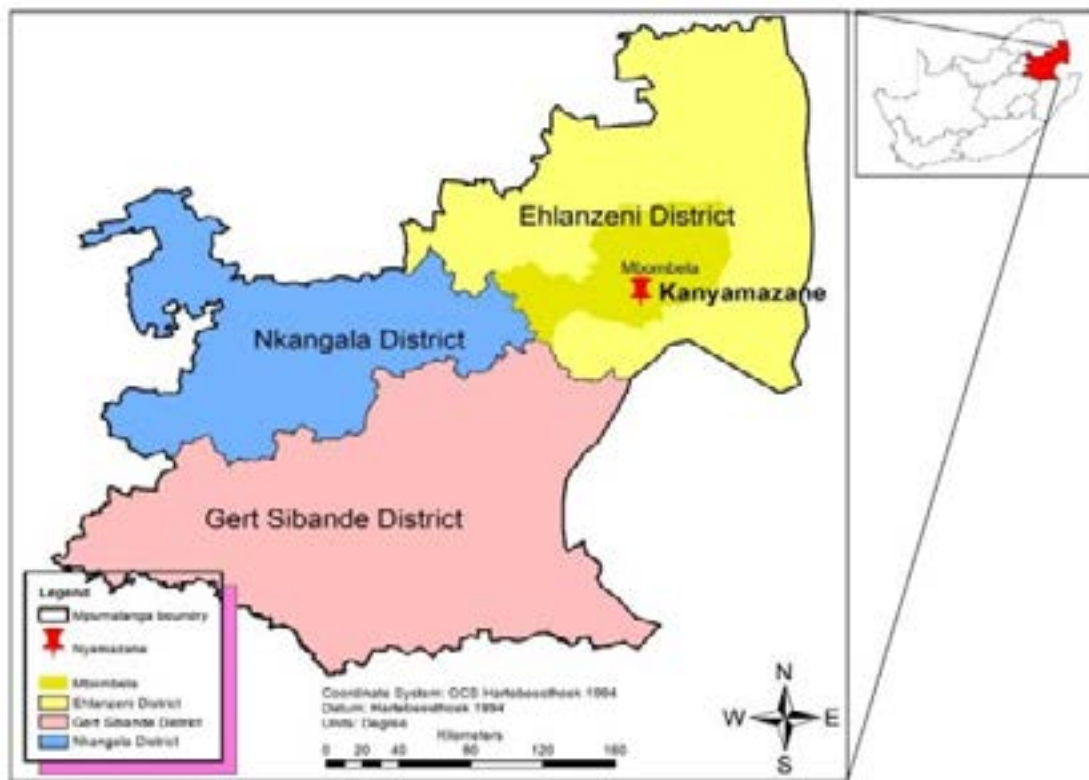 Ehlanzeni District
Mbombela
Kanyamazane
Nkangala District
Gert Sibande District
Legend
Mpumalanga boundry
Nyamazane
Mbombela
Ehlanzeni District
Gert Sibande District
Nkangala District
Coordinate System: GCS Hartebeesthoek 1994
Datum: Hartebeesthoek 1994
Units: Degree
Kilometers
0 20 40 80 120 160
N
W E
S